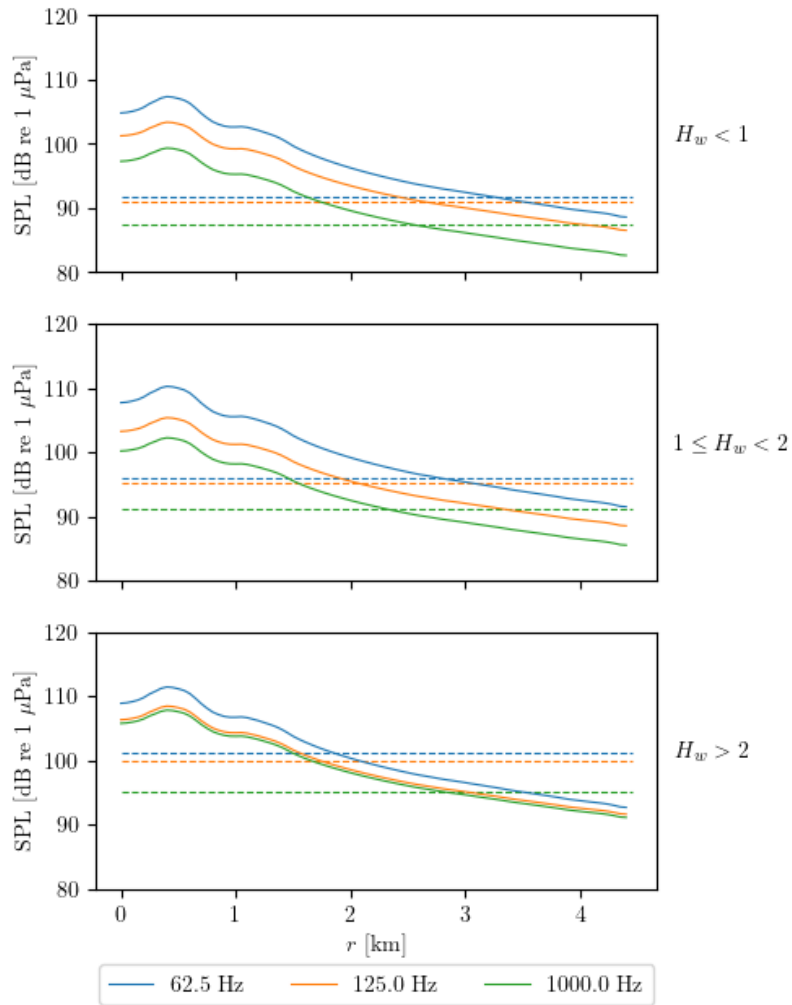 120
110
100
90
80
SPL [dB re 1 μPa]
H_w < 1
120
110
100
90
80
SPL [dB re 1 μPa]
1 ≤ H_w < 2
120
110
100
90
80
SPL [dB re 1 μPa]
H_w > 2
0 1 2 3 4
r [km]
62.5 Hz 125.0 Hz 1000.0 Hz